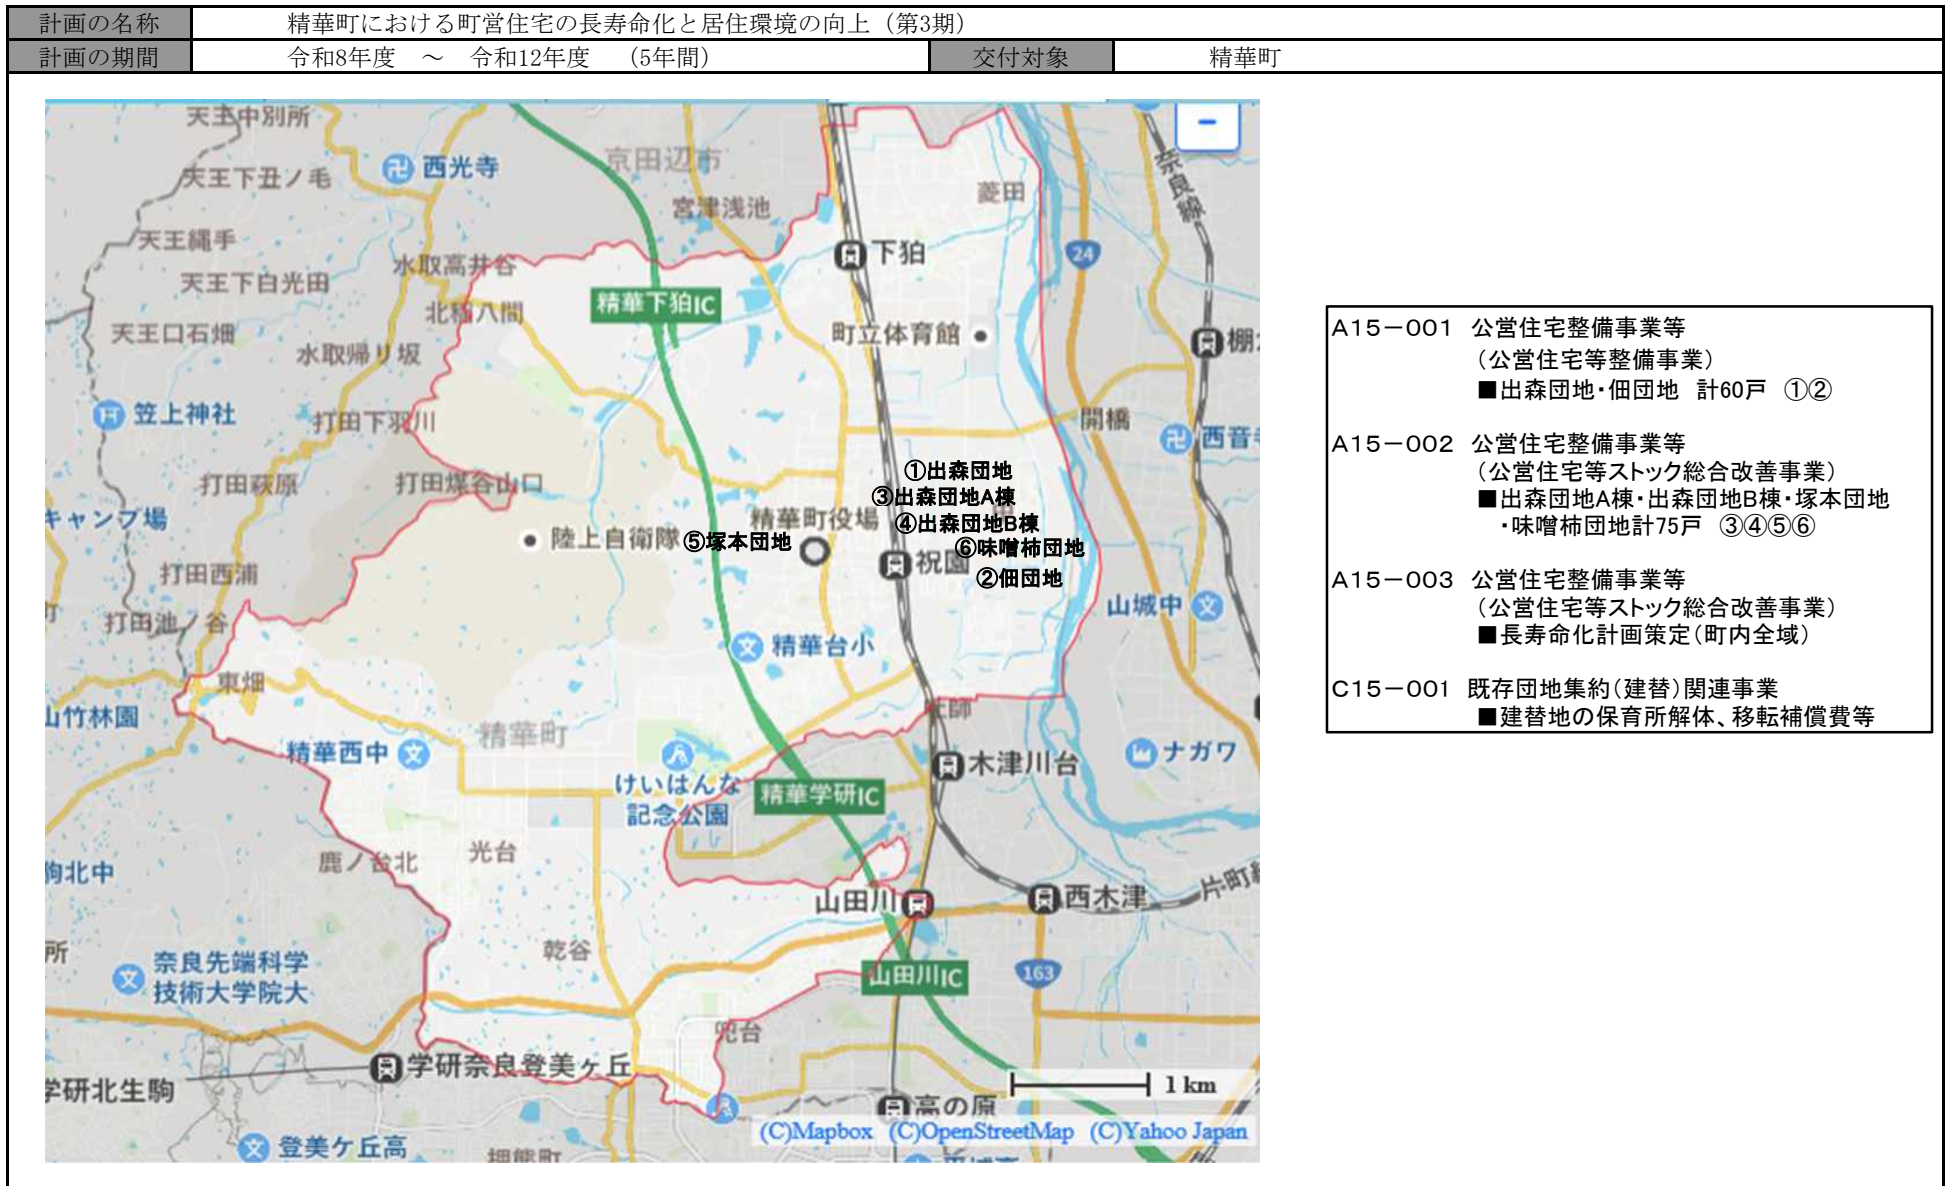 計画の名称 精華町における町営住宅の長寿命化と居住環境の向上（第3期）
計画の期間 令和8年度 ～ 令和12年度 （5年間） 交付対象 精華町
天王中別所
西光寺
京田辺市
天王下丑ノ毛
宮津浅池
菱田
奈良線
天王縄手
下狛
24
水取高井谷
天王下白光田
精華下狛IC
北稲八間
天王口石畑
町立体育館
棚
水取帰り坂
笠上神社
打田下羽川
開橋
西音
①出森団地
打田萩原
打田煤谷山口
③出森団地A棟
キャンプ場
精華町役場
④出森団地B棟
陸上自衛隊
⑤塚本団地
⑥味噌柿団地
祝園
②佃団地
打田西浦
山城中
打田池ノ谷
精華台小
東畑
山竹林園
精華町
土師
精華西中
木津川台
ナガワ
けいはんな
記念公園
精華学研IC
光台
鹿ノ台北
駒北中
山田川
西木津
片町線
所
乾谷
奈良先端科学
技術大学院大
山田川IC
163
兜台
学研奈良登美ヶ丘
学研北生駒
1 km
高の原
(C)Mapbox (C)OpenStreetMap (C)Yahoo Japan
登美ケ丘高
押熊町
A15－001 公営住宅整備事業等
（公営住宅等整備事業）
■出森団地・佃団地 計60戸 ①②
A15－002 公営住宅整備事業等
（公営住宅等ストック総合改善事業）
■出森団地A棟・出森団地B棟・塚本団地
・味噌柿団地計75戸 ③④⑤⑥
A15－003 公営住宅整備事業等
（公営住宅等ストック総合改善事業）
■長寿命化計画策定（町内全域）
C15－001 既存団地集約（建替）関連事業
■建替地の保育所解体、移転補償費等